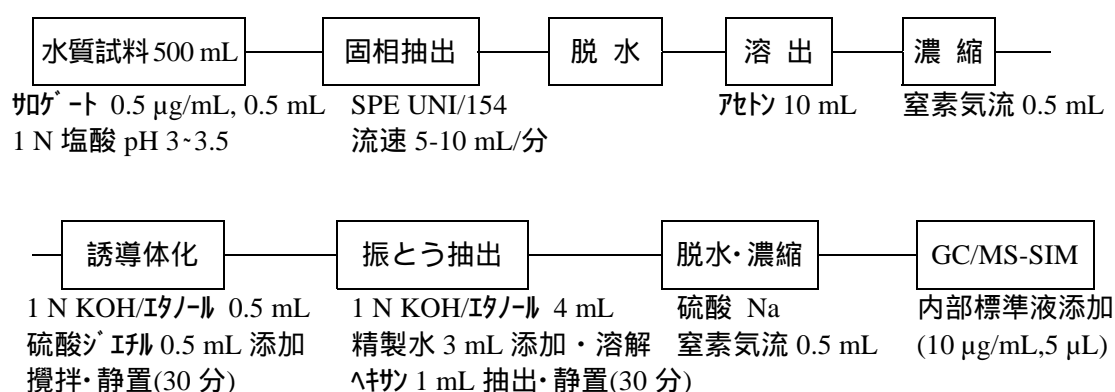 水質試料 500 mL 固相抽出 脱 水 溶 出 濃 縮
ｻﾛｹﾞｰﾄ 0.5 µg/mL, 0.5 mL SPE UNI/154 ｱｾﾄﾝ 10 mL 窒素気流 0.5 mL
1 N 塩酸 pH 3~3.5 流速 5-10 mL/分
誘導体化 振とう抽出 脱水･濃縮 GC/MS-SIM
1 N KOH/ｴﾀﾉｰﾙ 0.5 mL 1 N KOH/ｴﾀﾉｰﾙ 4 mL 硫酸 Na 内部標準液添加
硫酸ｼﾞｴﾁﾙ 0.5 mL 添加 精製水 3 mL 添加・溶解 窒素気流 0.5 mL (10 µg/mL,5 µL)
攪拌･静置(30 分) ﾍｷｻﾝ 1 mL 抽出･静置(30 分)